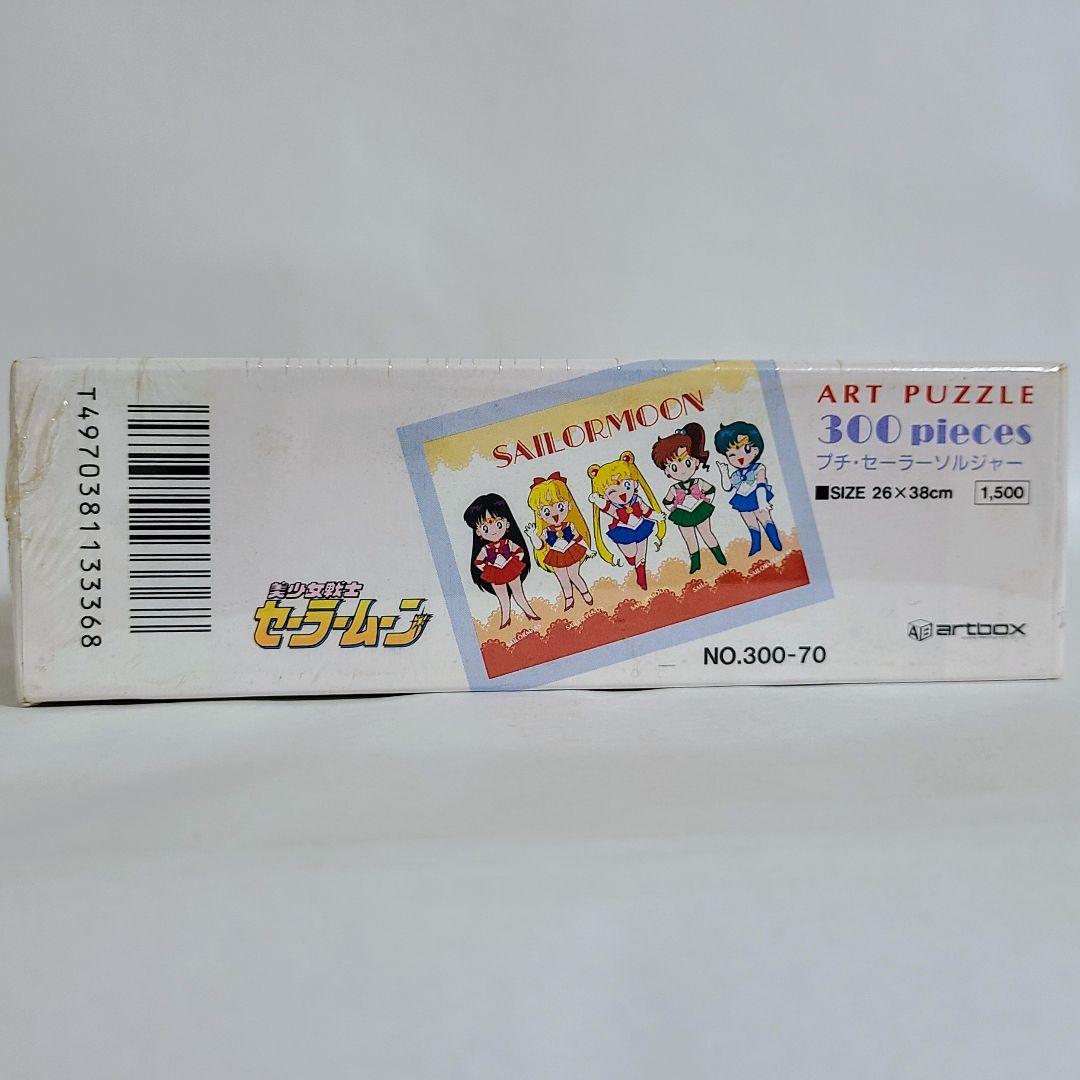 T4970381133368
美少女戦士
セーラームーン
SAILORMOON
ART PUZZLE
300 pieces
プチ・セーラーソルジャー
■SIZE 26×38cm 1,500
NO.300-70
artbox